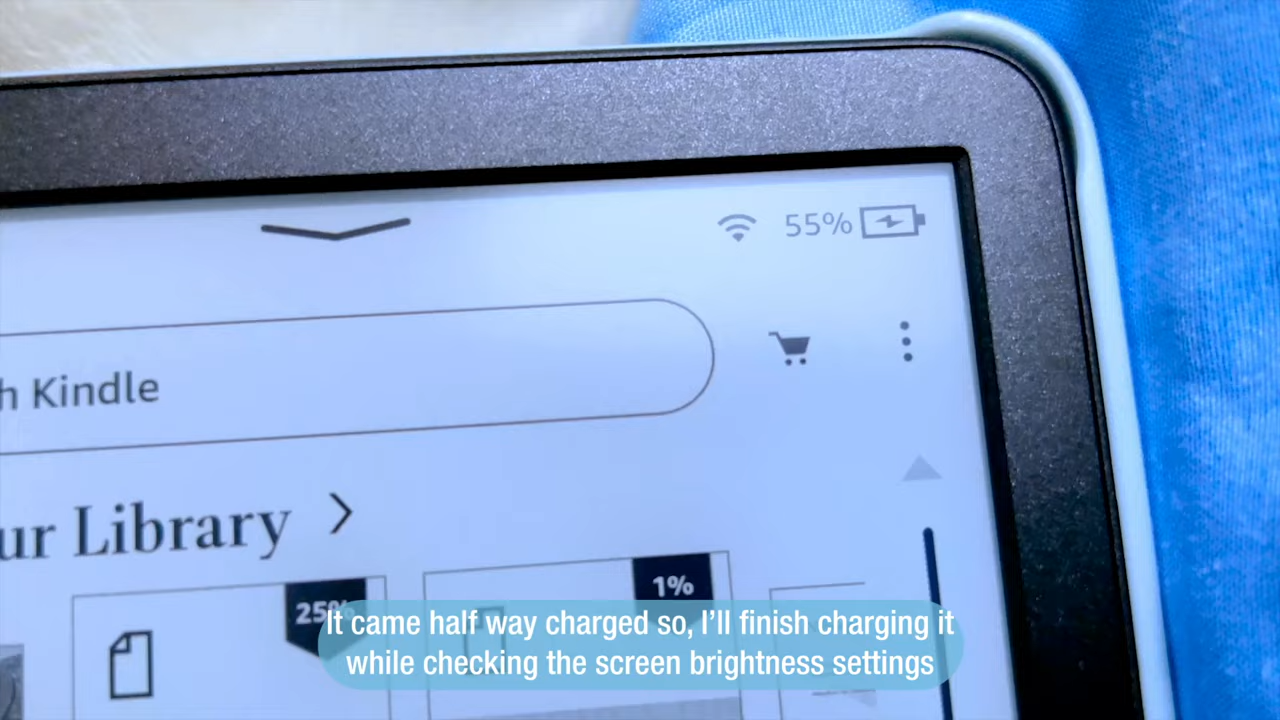 55%
h Kindle
ur Library
25%
1%
It came half way charged so, I'll finish charging it
while checking the screen brightness settings